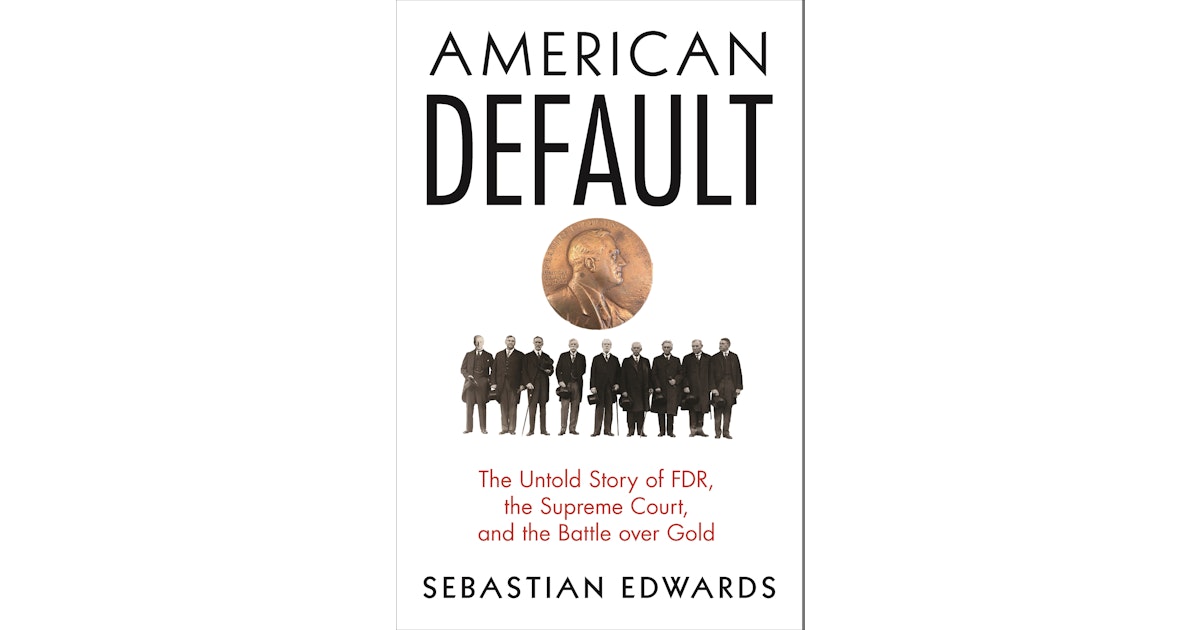 AMERICAN
DEFAULT
The Untold Story of FDR,
the Supreme Court,
and the Battle over Gold
SEBASTIAN EDWARDS